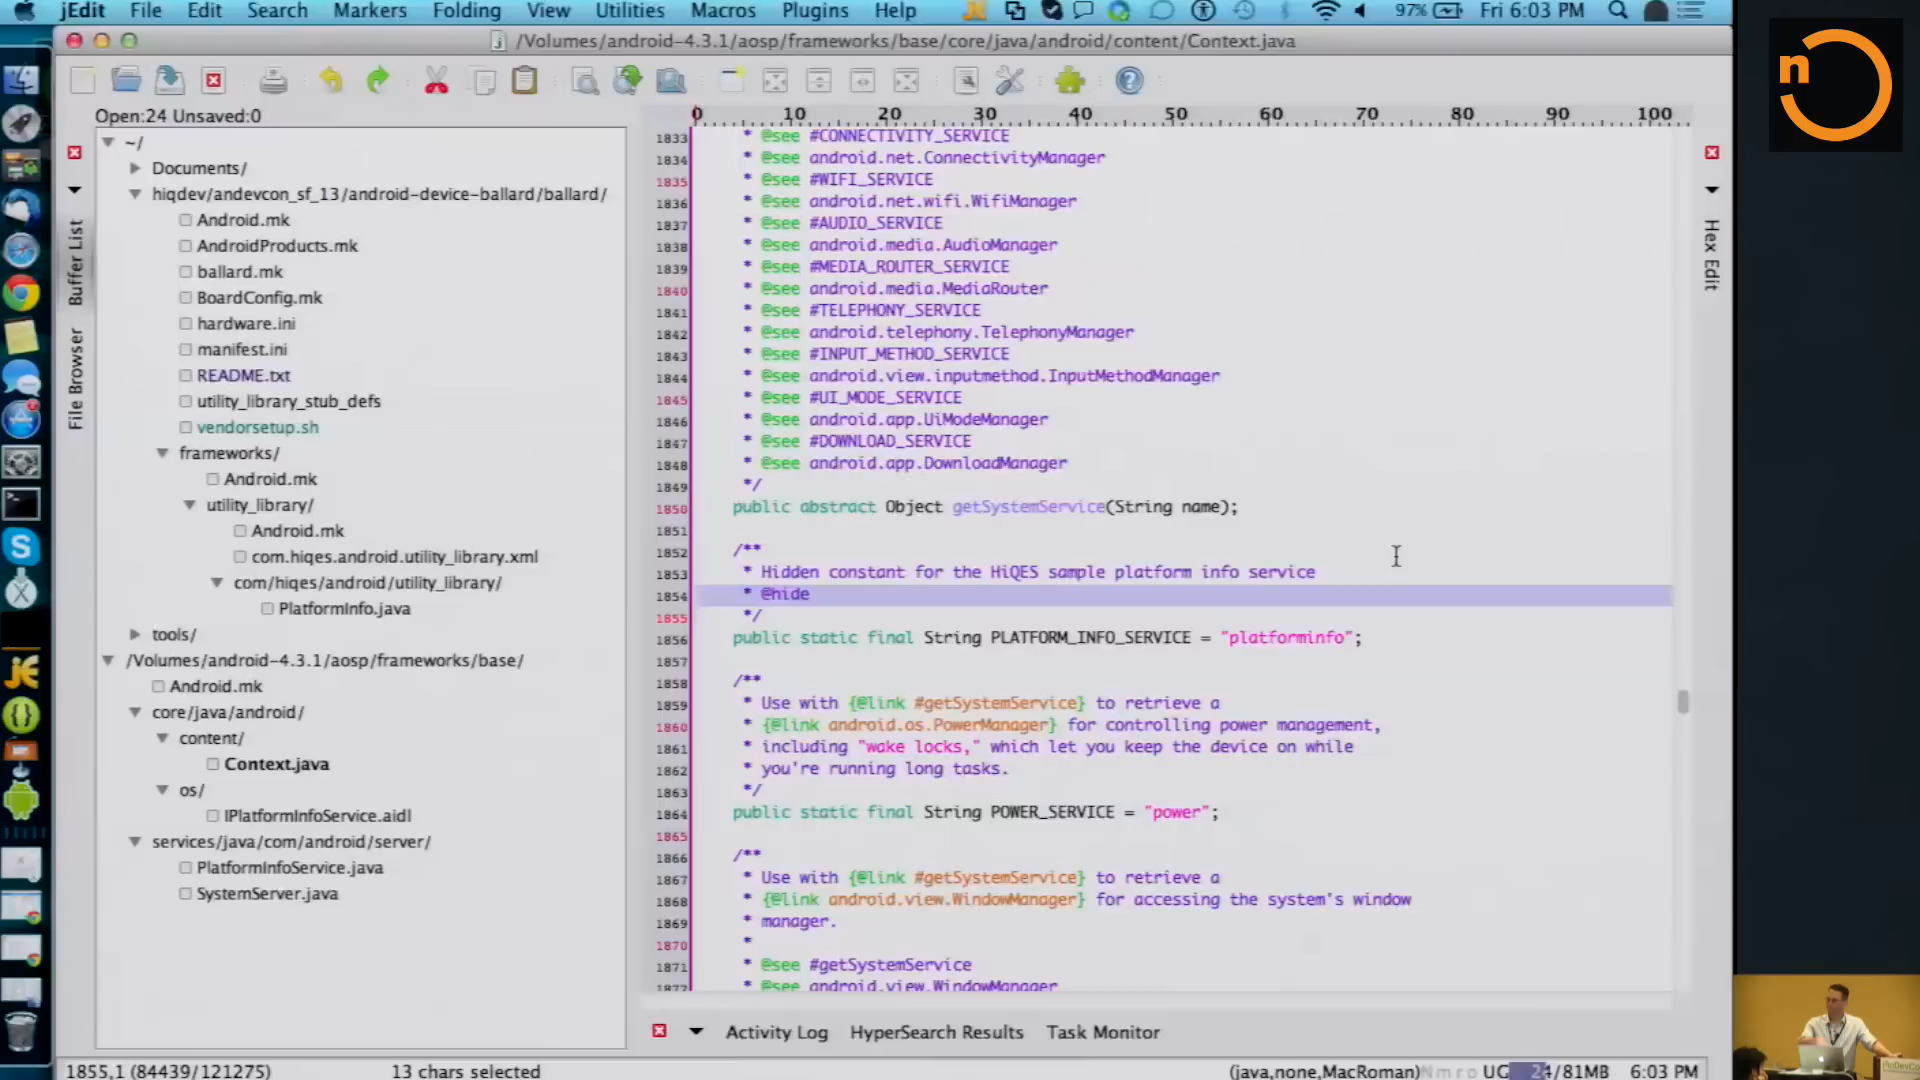 jEdit File Edit Search Markers Folding View Utilities Macros Plugins Help 97% Fri 6:03 PM
/Volumes/android-4.3.1/aosp/frameworks/base/core/java/android/content/Context.java
n
Open:24 Unsaved:0
~/
Documents/
hiqdev/andevcon_sf_13/android-device-ballard/ballard/
Android.mk
AndroidProducts.mk
ballard.mk
BoardConfig.mk
hardware.ini
manifest.ini
README.txt
utility_library_stub_defs
vendorsetup.sh
frameworks/
Android.mk
utility_library/
Android.mk
com.hiqes.android.utility_library.xml
com/hiqes/android/utility_library/
PlatformInfo.java
tools/
/Volumes/android-4.3.1/aosp/frameworks/base/
Android.mk
core/java/android/
content/
Context.java
os/
IPlatformInfoService.aidl
services/java/com/android/server/
PlatformInfoService.java
SystemServer.java
Buffer List
File Browser
0 10 20 30 40 50 60 70 80 90 100
1833 * @see #CONNECTIVITY_SERVICE
1834 * @see android.net.ConnectivityManager
1835 * @see #WIFI_SERVICE
1836 * @see android.net.wifi.WifiManager
1837 * @see #AUDIO_SERVICE
1838 * @see android.media.AudioManager
1839 * @see #MEDIA_ROUTER_SERVICE
1840 * @see android.media.MediaRouter
1841 * @see #TELEPHONY_SERVICE
1842 * @see android.telephony.TelephonyManager
1843 * @see #INPUT_METHOD_SERVICE
1844 * @see android.view.inputmethod.InputMethodManager
1845 * @see #UI_MODE_SERVICE
1846 * @see android.app.UiModeManager
1847 * @see #DOWNLOAD_SERVICE
1848 * @see android.app.DownloadManager
1849 */
1850 public abstract Object getSystemService(String name);
1851
1852 /**
1853 * Hidden constant for the HiQES sample platform info service
1854 * @hide
1855 */
1856 public static final String PLATFORM_INFO_SERVICE = "platforminfo";
1857
1858 /**
1859 * Use with {@link #getSystemService} to retrieve a
1860 * {@link android.os.PowerManager} for controlling power management,
1861 * including "wake locks," which let you keep the device on while
1862 * you're running long tasks.
1863 */
1864 public static final String POWER_SERVICE = "power";
1865
1866 /**
1867 * Use with {@link #getSystemService} to retrieve a
1868 * {@link android.view.WindowManager} for accessing the system's window
1869 * manager.
1870 *
1871 * @see #getSystemService
1872 * @see android.view.WindowManager
Hex Edit
Activity Log HyperSearch Results Task Monitor
1855,1 (84439/121275) 13 chars selected (java,none,MacRoman) N m r o UG 24/81MB 6:03 PM